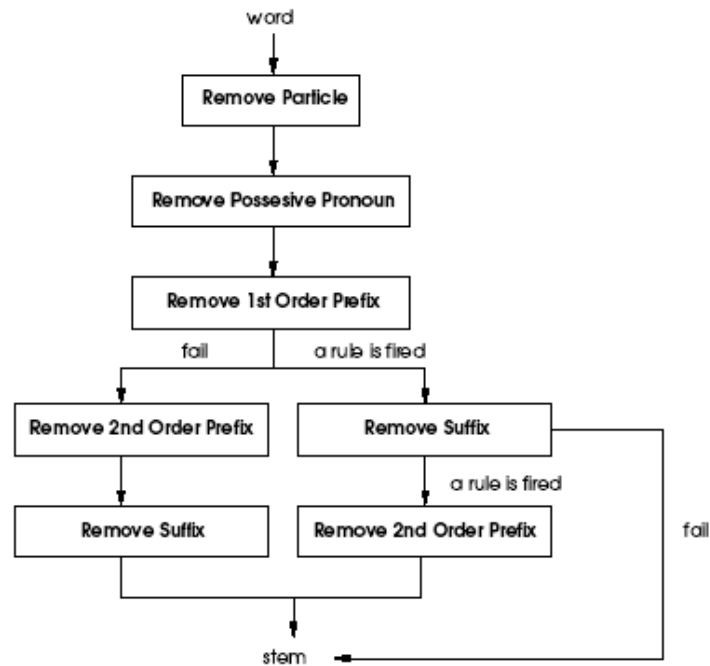 word
Remove Particle
Remove Possesive Pronoun
Remove 1st Order Prefix
fail
a rule is fired
Remove 2nd Order Prefix
Remove Suffix
a rule is fired
Remove Suffix
Remove 2nd Order Prefix
fail
stem